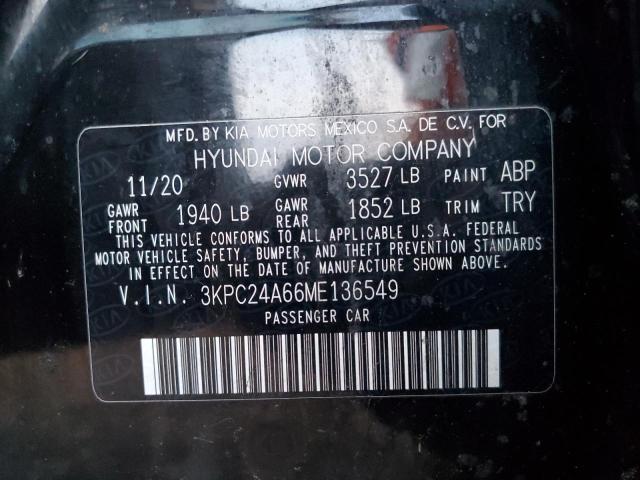 MFD. BY KIA MOTORS MEXICO S.A. DE C.V. FOR
HYUNDAI MOTOR COMPANY
11/20 GVWR 3527 LB PAINT ABP
GAWR FRONT 1940 LB GAWR REAR 1852 LB TRIM TRY
THIS VEHICLE CONFORMS TO ALL APPLICABLE U.S.A. FEDERAL
MOTOR VEHICLE SAFETY, BUMPER, AND THEFT PREVENTION STANDARDS
IN EFFECT ON THE DATE OF MANUFACTURE SHOWN ABOVE.
V.I.N. 3KPC24A66ME136549
PASSENGER CAR